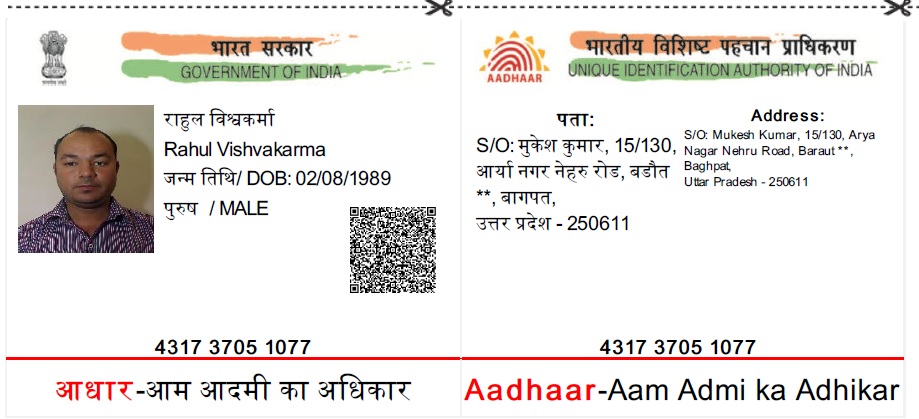 भारत सरकार
GOVERNMENT OF INDIA
राहुल विश्वकर्मा
Rahul Vishvakarma
जन्म तिथि/ DOB: 02/08/1989
पुरुष / MALE
4317 3705 1077
आधार-आम आदमी का अधिकार
AADHAAR
भारतीय विशिष्ट पहचान प्राधिकरण
UNIQUE IDENTIFICATION AUTHORITY OF INDIA
पता:
S/O: मुकेश कुमार, 15/130,
आर्या नगर नेहरु रोड, बडौत
**, बागपत,
उत्तर प्रदेश - 250611
Address:
S/O: Mukesh Kumar, 15/130, Arya
Nagar Nehru Road, Baraut **,
Baghpat,
Uttar Pradesh - 250611
4317 3705 1077
Aadhaar-Aam Admi ka Adhikar